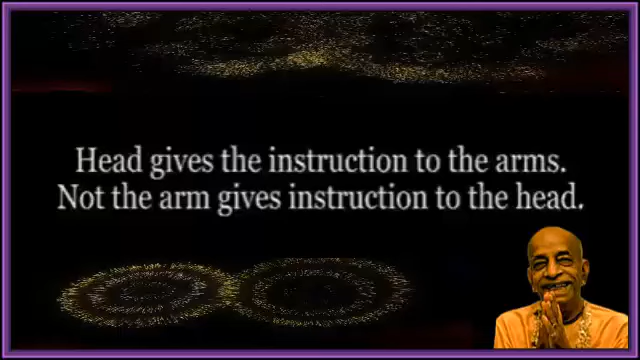 Head gives the instruction to the arms.
Not the arm gives instruction to the head.